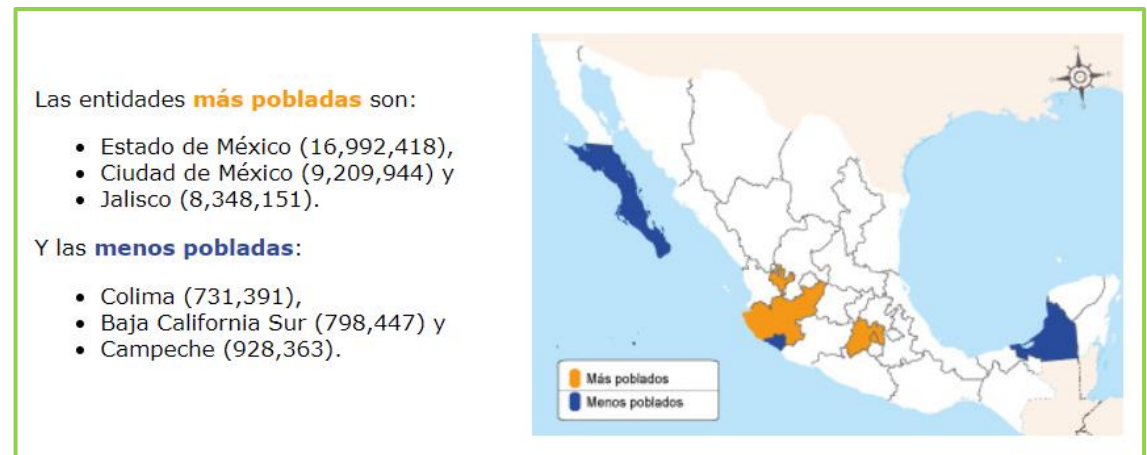 Las entidades más pobladas son:
• Estado de México (16,992,418),
• Ciudad de México (9,209,944) y
• Jalisco (8,348,151).
Y las menos pobladas:
• Colima (731,391),
• Baja California Sur (798,447) y
• Campeche (928,363).
Más poblados
Menos poblados